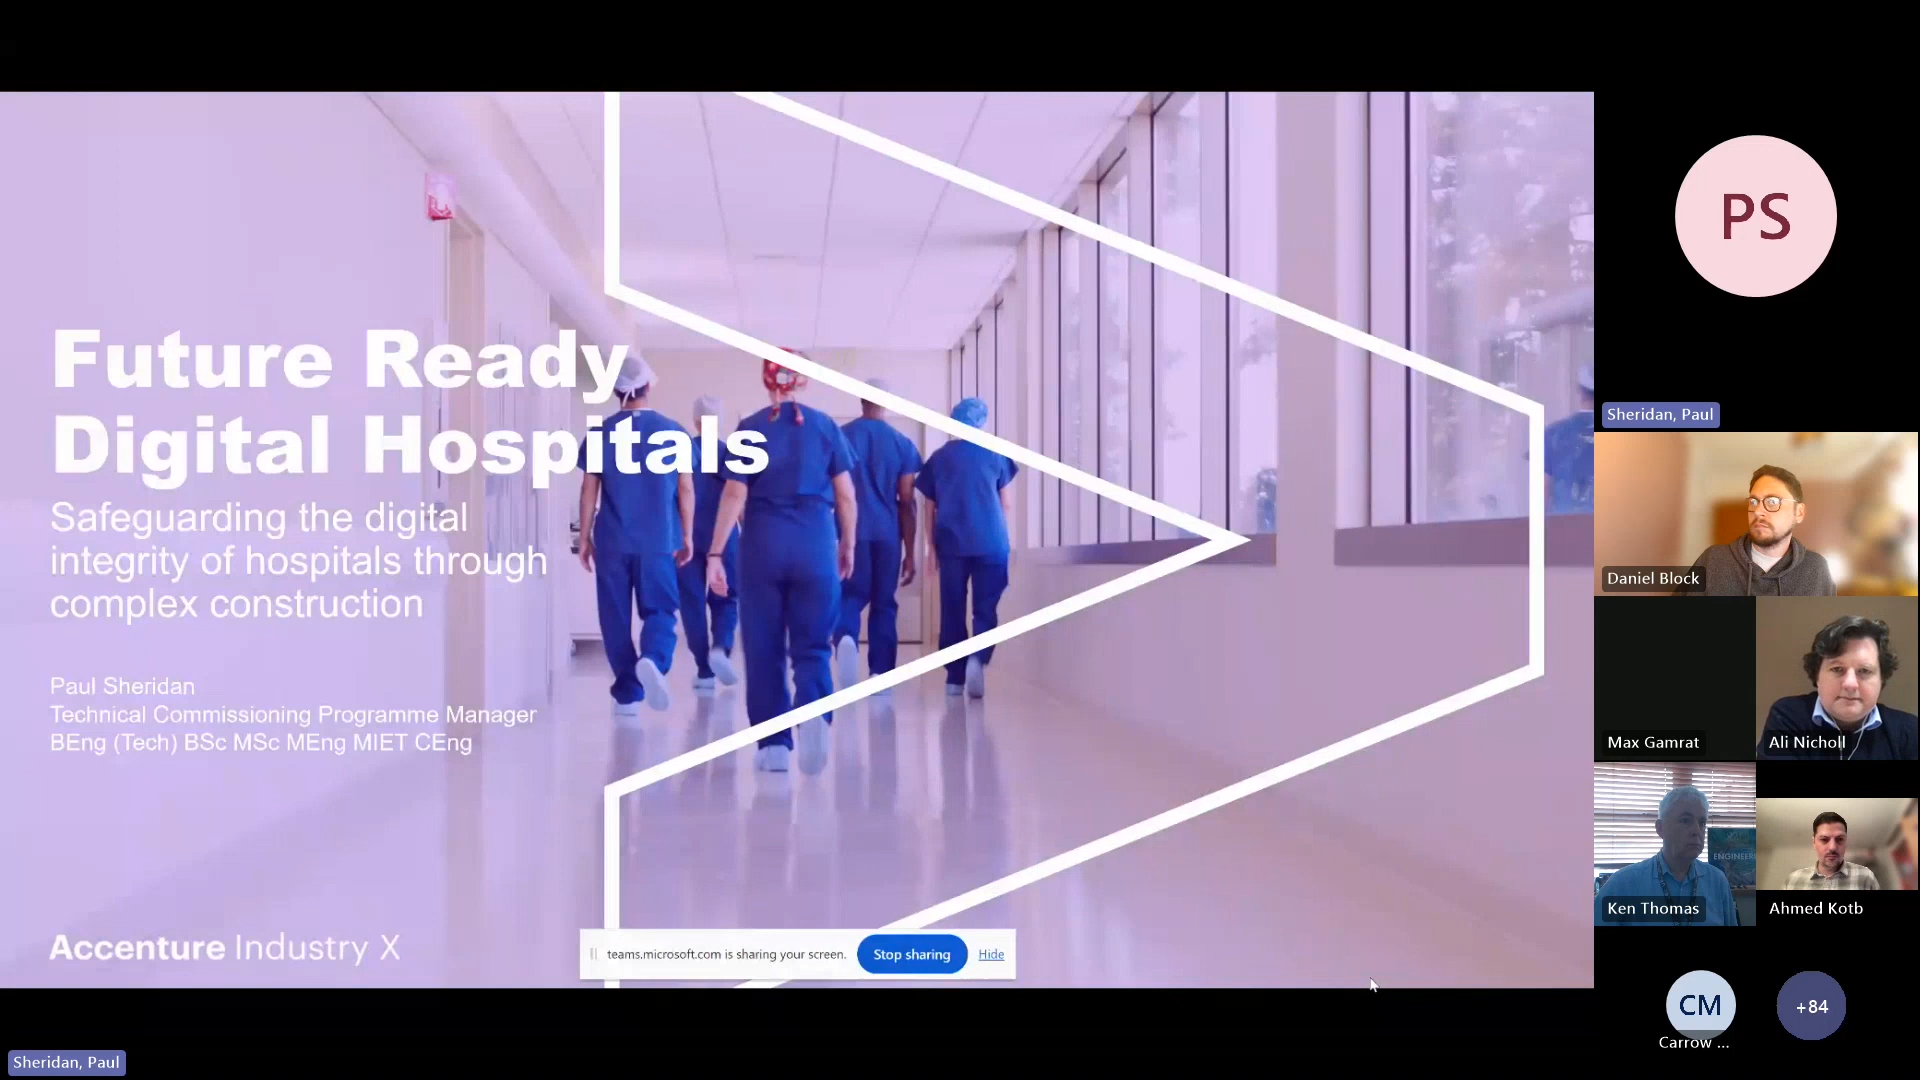 Future Ready
Digital Hospitals
Safeguarding the digital
integrity of hospitals through
complex construction
Paul Sheridan
Technical Commissioning Programme Manager
BEng (Tech) BSc MSc MEng MIET CEng
Accenture Industry X
teams.microsoft.com is sharing your screen.
Stop sharing
Hide
Sheridan, Paul
PS
Sheridan, Paul
Daniel Block
Max Gamrat
Ali Nicholl
ENGINEER
Ken Thomas
Ahmed Kotb
CM
Carrow ...
+84